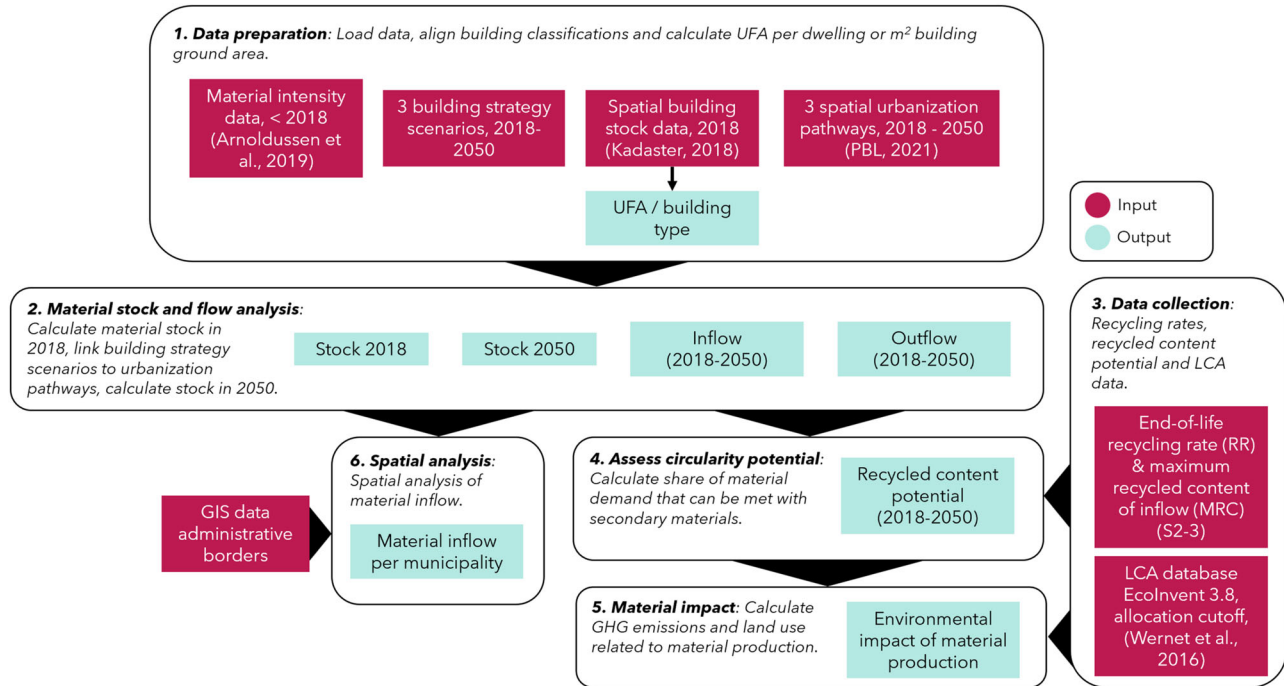 1. Data preparation: Load data, align building classifications and calculate UFA per dwelling or m² building
ground area.
Material intensity
data, < 2018
(Arnoldussen et
al., 2019)
3 building strategy
scenarios, 2018-
2050
Spatial building
stock data, 2018
(Kadaster, 2018)
3 spatial urbanization
pathways, 2018 - 2050
(PBL, 2021)
UFA / building
type
Input
Output
2. Material stock and flow analysis:
Calculate material stock in
2018, link building strategy
scenarios to urbanization
pathways, calculate stock in 2050.
Stock 2018
Stock 2050
Inflow
(2018-2050)
Outflow
(2018-2050)
3. Data collection:
Recycling rates,
recycled content
potential and LCA
data.
End-of-life
recycling rate (RR)
& maximum
recycled content
of inflow (MRC)
(S2-3)
LCA database
EcoInvent 3.8,
allocation cutoff,
(Wernet et al.,
2016)
6. Spatial analysis:
Spatial analysis of
material inflow.
GIS data
administrative
borders
Material inflow
per municipality
4. Assess circularity potential:
Calculate share of material
demand that can be met with
secondary materials.
Recycled content
potential
(2018-2050)
5. Material impact: Calculate
GHG emissions and land use
related to material production.
Environmental
impact of material
production